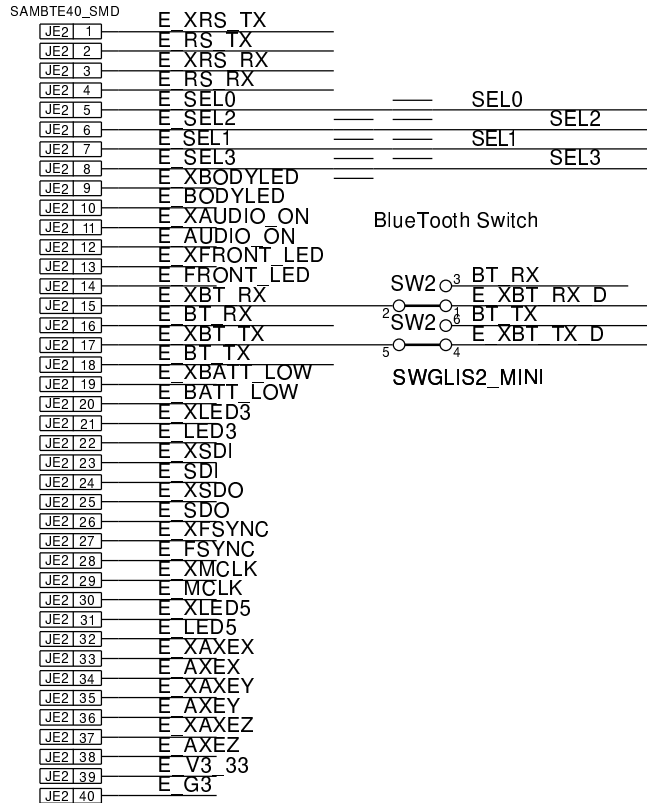 SAMBTE40_SMD
JE2 1 E_XRS_TX
JE2 2 E_RS_TX
JE2 3 E_XRS_RX
JE2 4 E_RS_RX
JE2 5 E_SEL0 SEL0
JE2 6 E_SEL2 SEL2
JE2 7 E_SEL1 SEL1
JE2 8 E_SEL3 SEL3
JE2 9 E_XBODYLED
JE2 10 E_BODYLED
JE2 11 E_XAUDIO_ON
BlueTooth Switch
JE2 12 E_AUDIO_ON
JE2 13 E_XFRONT_LED
JE2 14 E_FRONT_LED SW2 3 BT_RX
JE2 15 E_XBT_RX 2 1 E_XBT_RX_D
JE2 16 E_BT_RX SW2 6 BT_TX
JE2 17 E_XBT_TX 5 4 E_XBT_TX_D
JE2 18 E_BT_TX
JE2 19 E_XBATT_LOW SWGLIS2_MINI
JE2 20 E_BATT_LOW
JE2 21 E_XLED3
JE2 22 E_LED3
JE2 23 E_XSDI
JE2 24 E_SDI
JE2 25 E_XSDO
JE2 26 E_SDO
JE2 27 E_XFSYNC
JE2 28 E_FSYNC
JE2 29 E_XMCLK
JE2 30 E_MCLK
JE2 31 E_XLED5
JE2 32 E_LED5
JE2 33 E_XAXEX
JE2 34 E_AXEX
JE2 35 E_XAXEY
JE2 36 E_AXEY
JE2 37 E_XAXEZ
JE2 38 E_AXEZ
JE2 39 E_V3_33
JE2 40 E_G3